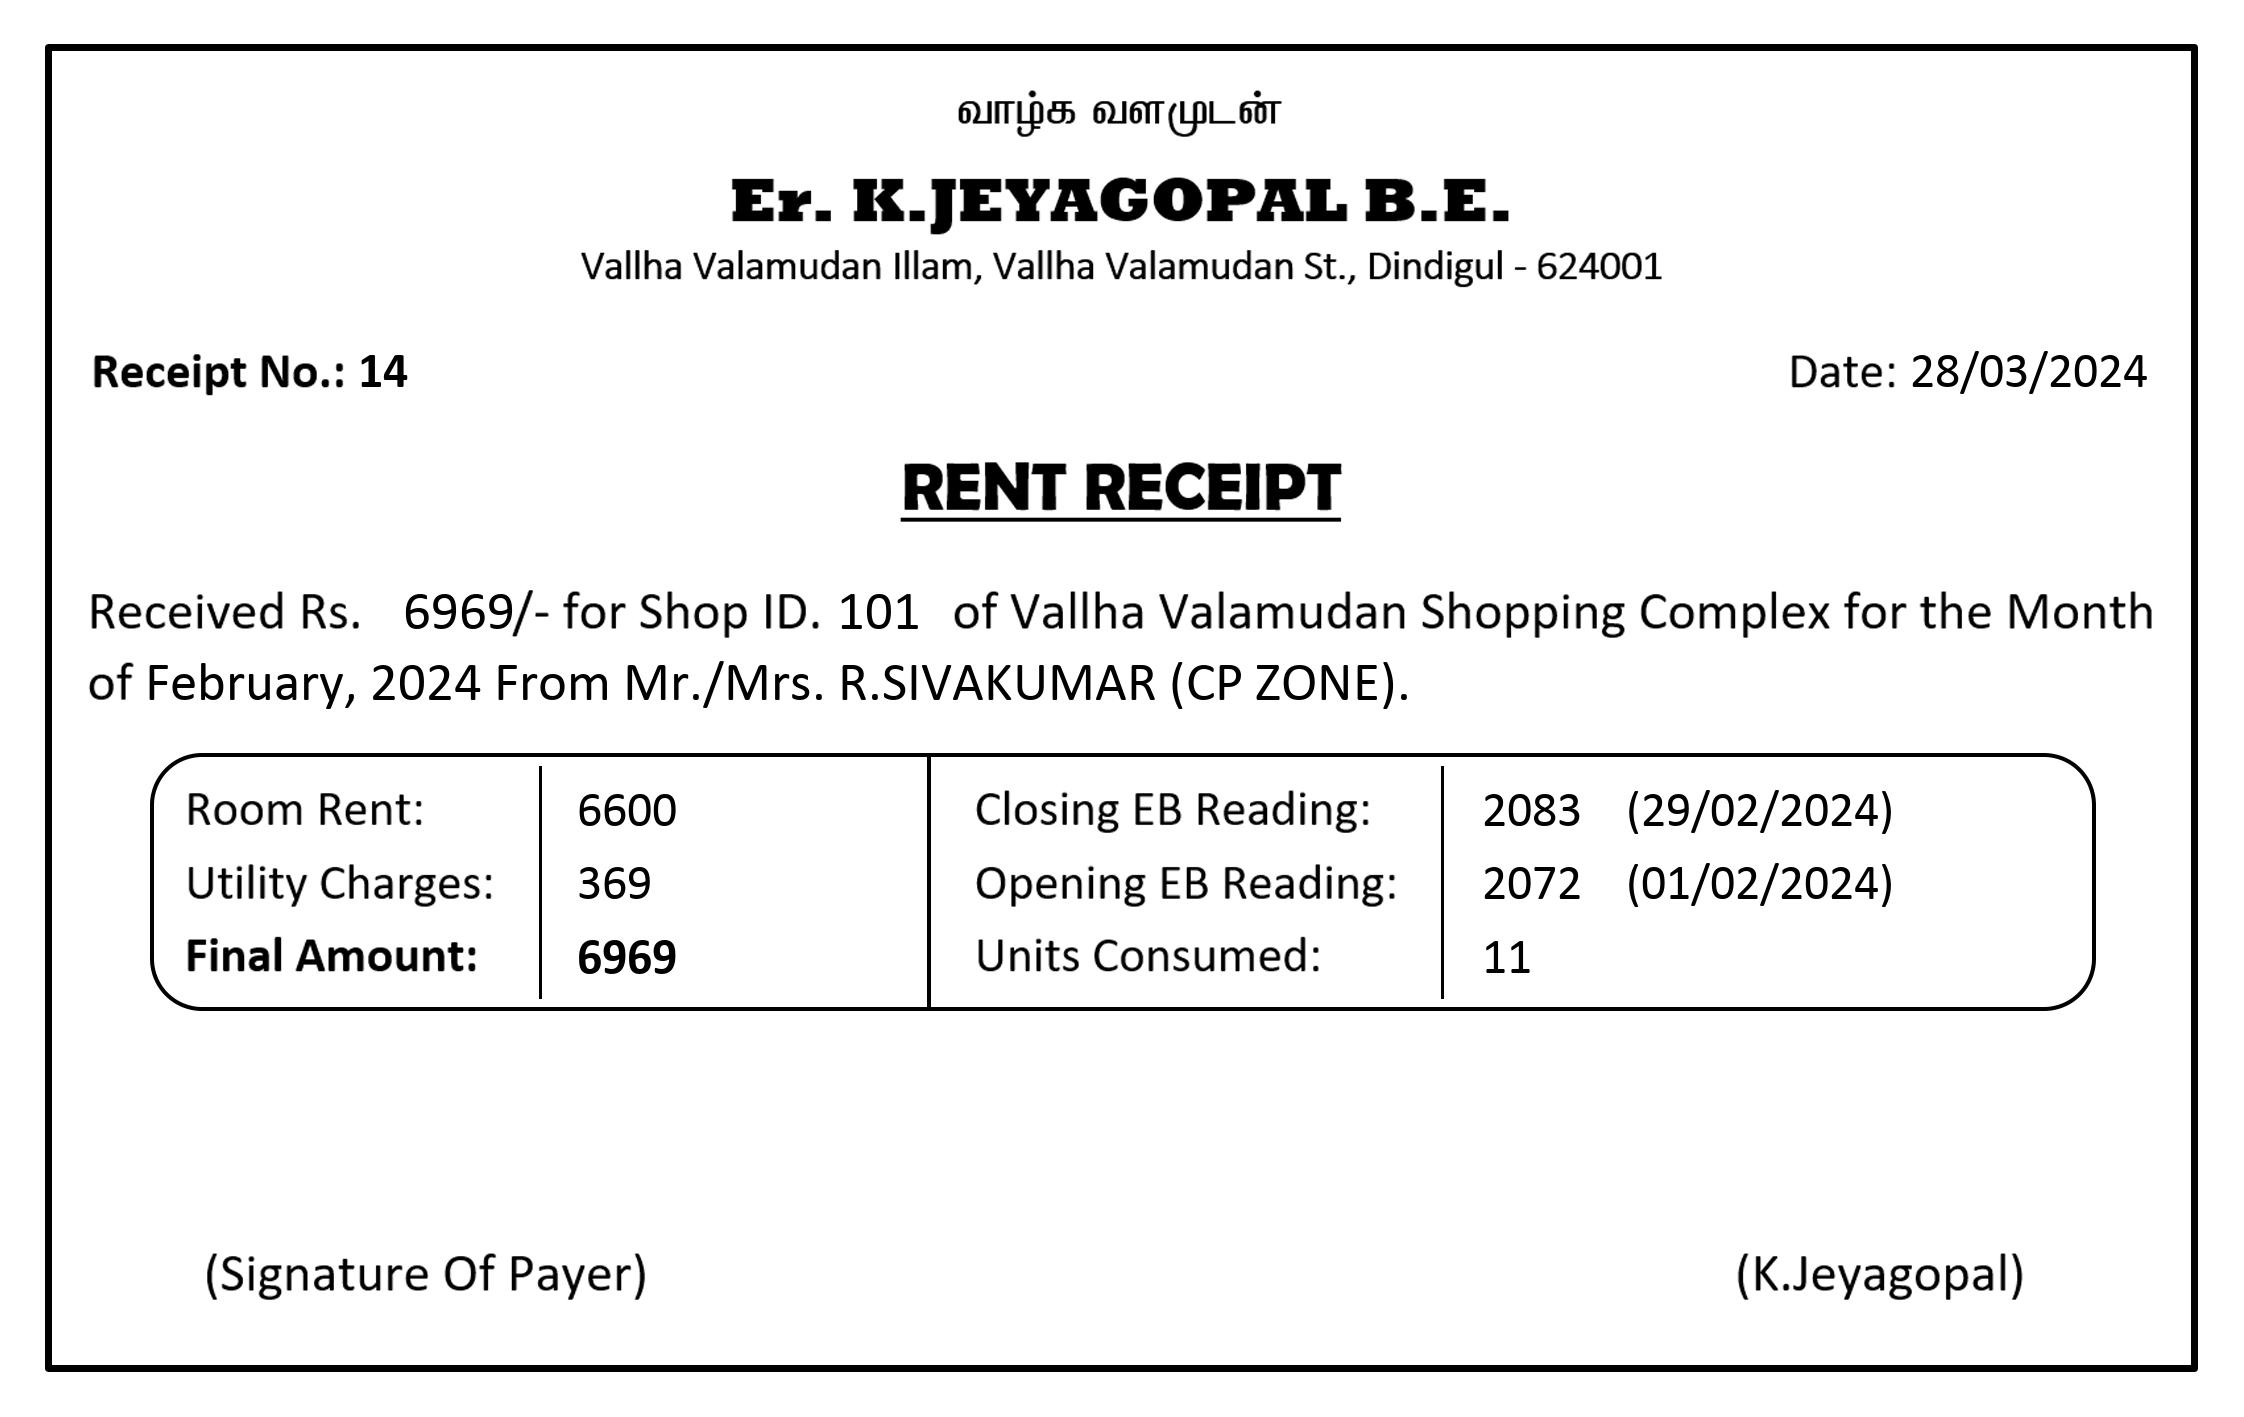 வாழ்க வளமுடன்
Er. K.JEYAGOPAL B.E.
Vallha Valamudan Illam, Vallha Valamudan St., Dindigul - 624001
Receipt No.: 14 Date: 28/03/2024
RENT RECEIPT
Received Rs. 6969/- for Shop ID. 101 of Vallha Valamudan Shopping Complex for the Month
of February, 2024 From Mr./Mrs. R.SIVAKUMAR (CP ZONE).
Room Rent: 6600 Closing EB Reading: 2083 (29/02/2024)
Utility Charges: 369 Opening EB Reading: 2072 (01/02/2024)
Final Amount: 6969 Units Consumed: 11
(Signature Of Payer) (K.Jeyagopal)